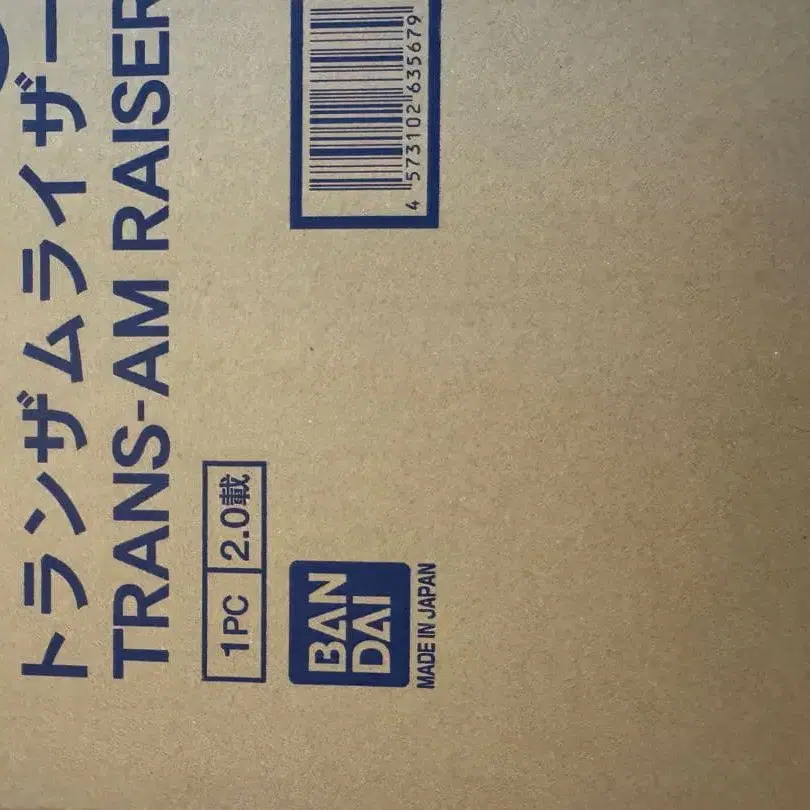 トランザムライザー
TRANS-AM RAISER
1PC 2.0載
BAN
DAI
MADE IN JAPAN
4 573102 635679